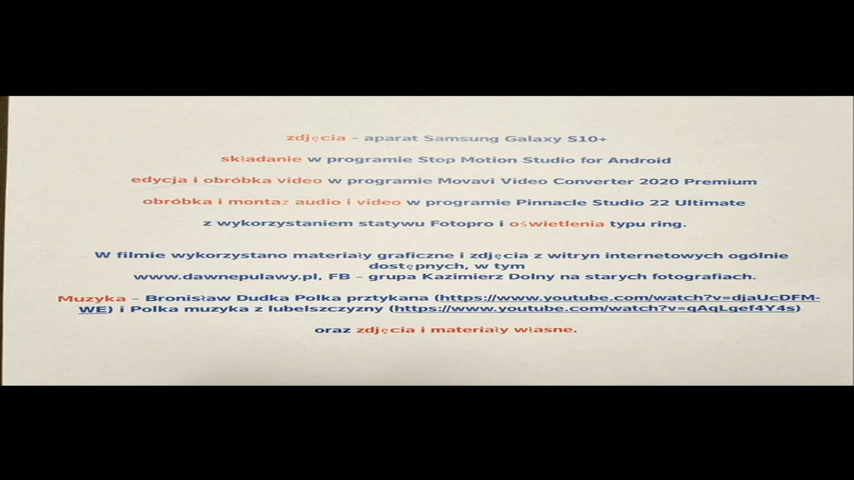 zdjęcia – aparat Samsung Galaxy S10+
składanie w programie Stop Motion Studio for Android
edycja i obróbka video w programie Movavi Video Converter 2020 Premium
obróbka i montaż audio i video w programie Pinnacle Studio 22 Ultimate
z wykorzystaniem statywu Fotopro i oświetlenia typu ring.
W filmie wykorzystano materiały graficzne i zdjęcia z witryn internetowych ogólnie
dostępnych, w tym
www.dawnepulawy.pl, FB – grupa Kazimierz Dolny na starych fotografiach.
Muzyka – Bronisław Dudka Polka prztykana (https://www.youtube.com/watch?v=djaUcDFM-
WE) i Polka muzyka z lubelszczyzny (https://www.youtube.com/watch?v=qAqLgef4Y4s)
oraz zdjęcia i materiały własne.